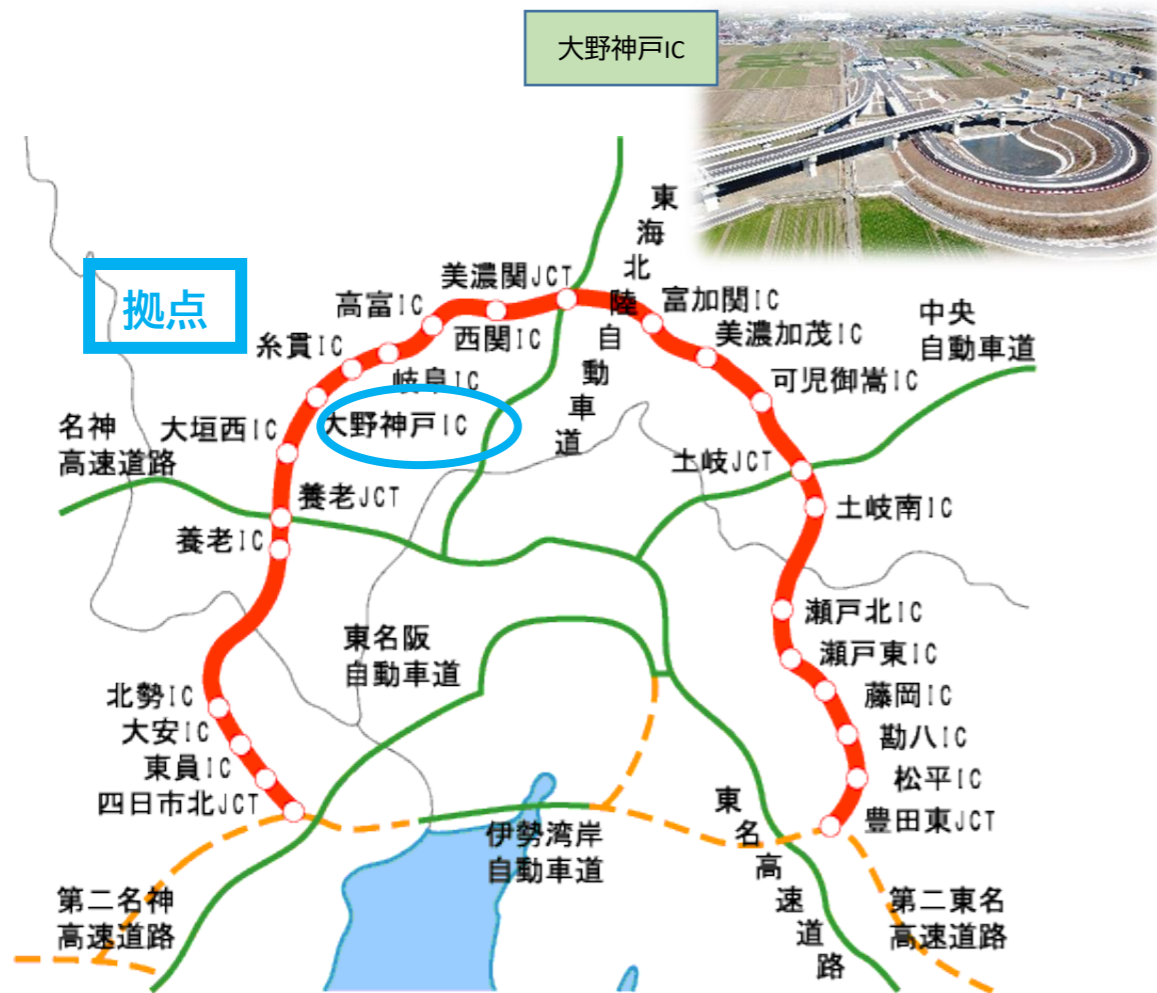 大野神戸IC
東海北陸自動車道
美濃関JCT
拠点
高富IC
富加関IC
中央
自動車道
西関IC
美濃加茂IC
糸貫IC
岐阜IC
可児御嵩IC
名神
高速道路
大垣西IC
大野神戸IC
土岐JCT
養老JCT
土岐南IC
養老IC
瀬戸北IC
東名阪
自動車道
瀬戸東IC
北勢IC
藤岡IC
大安IC
勘八IC
東員IC
松平IC
四日市北JCT
東名高速道路
豊田東JCT
伊勢湾岸
自動車道
第二名神
高速道路
第二東名
高速道路